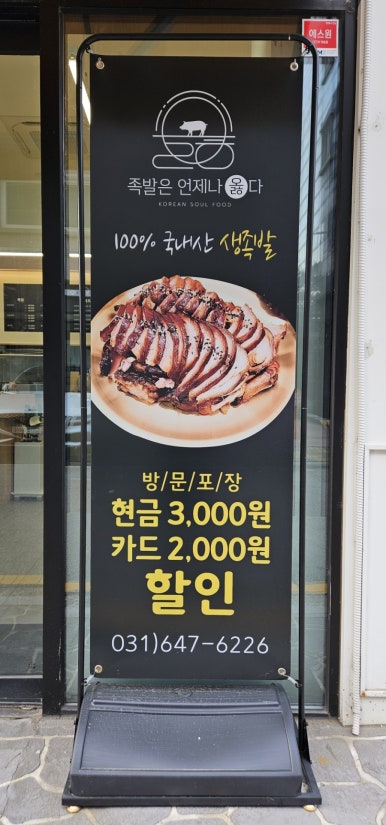 에스원
족발은 언제나 옳다
KOREAN SOUL FOOD
100% 국내산 생족발
방/문/포/장
현금 3,000원
카드 2,000원
할인
031)647-6226